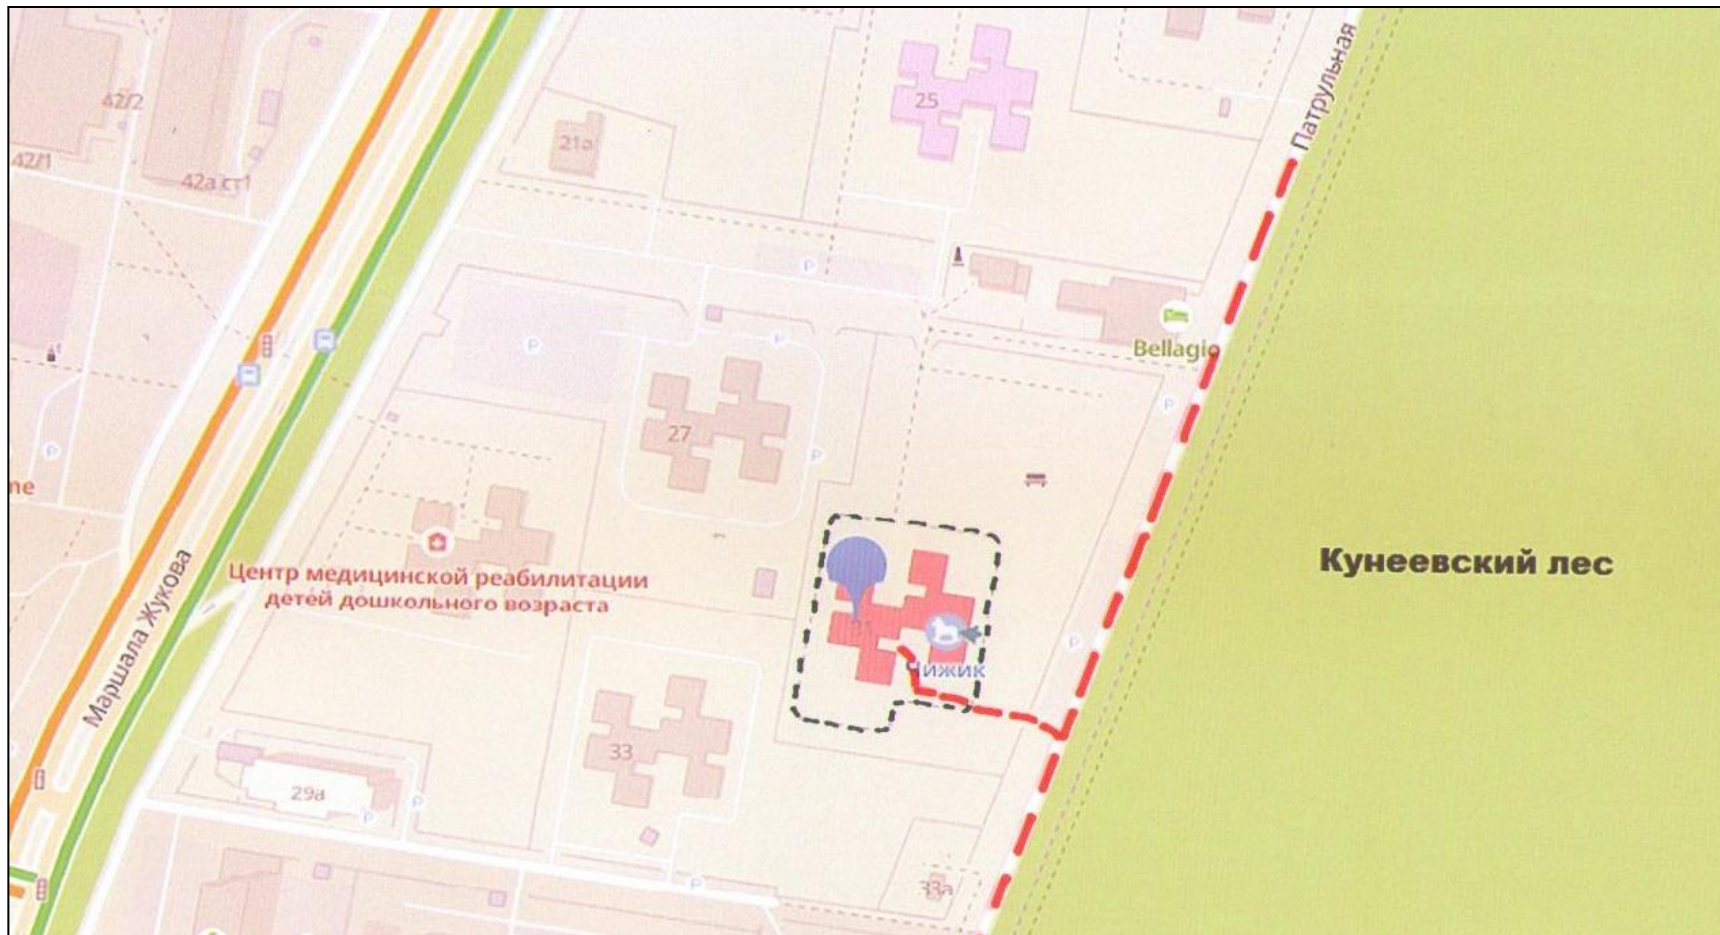 Патрульная
25
42/2
21а
42/1
42а ст1
P
P
P
Bellagio
P
27
P
P
ne
Кунеевский лес
Центр медицинской реабилитации
детей дошкольного возраста
31
Чижик
P
Маршала Жукова
33
29а
P
P
P
33а